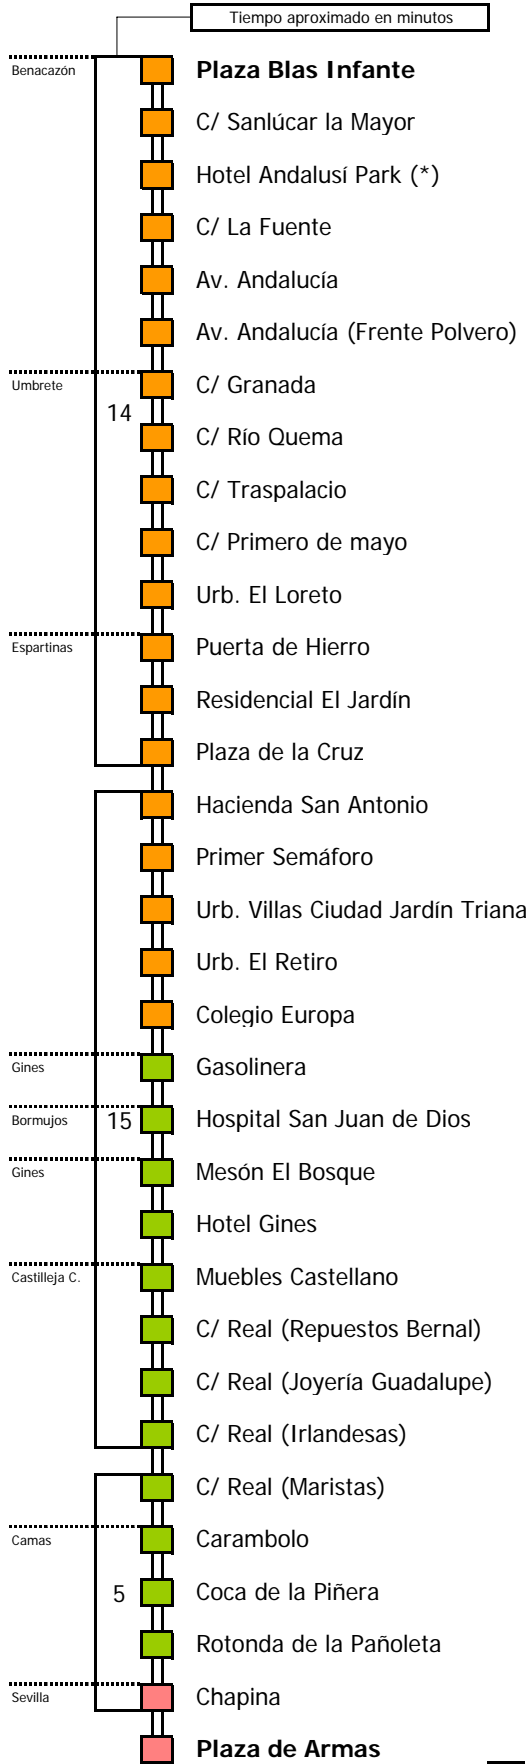 Tiempo aproximado en minutos
Benacazón
Plaza Blas Infante
C/ Sanlúcar la Mayor
Hotel Andalusí Park (*)
C/ La Fuente
Av. Andalucía
Av. Andalucía (Frente Polvero)
Umbrete
C/ Granada
14
C/ Río Quema
C/ Traspalacio
C/ Primero de mayo
Urb. El Loreto
Espartinas
Puerta de Hierro
Residencial El Jardín
Plaza de la Cruz
Hacienda San Antonio
Primer Semáforo
Urb. Villas Ciudad Jardín Triana
Urb. El Retiro
Colegio Europa
Gines
Gasolinera
Bormujos
15
Hospital San Juan de Dios
Gines
Mesón El Bosque
Hotel Gines
Castilleja C.
Muebles Castellano
C/ Real (Repuestos Bernal)
C/ Real (Joyería Guadalupe)
C/ Real (Irlandesas)
C/ Real (Maristas)
Camas
Carambolo
5
Coca de la Piñera
Rotonda de la Pañoleta
Sevilla
Chapina
Plaza de Armas